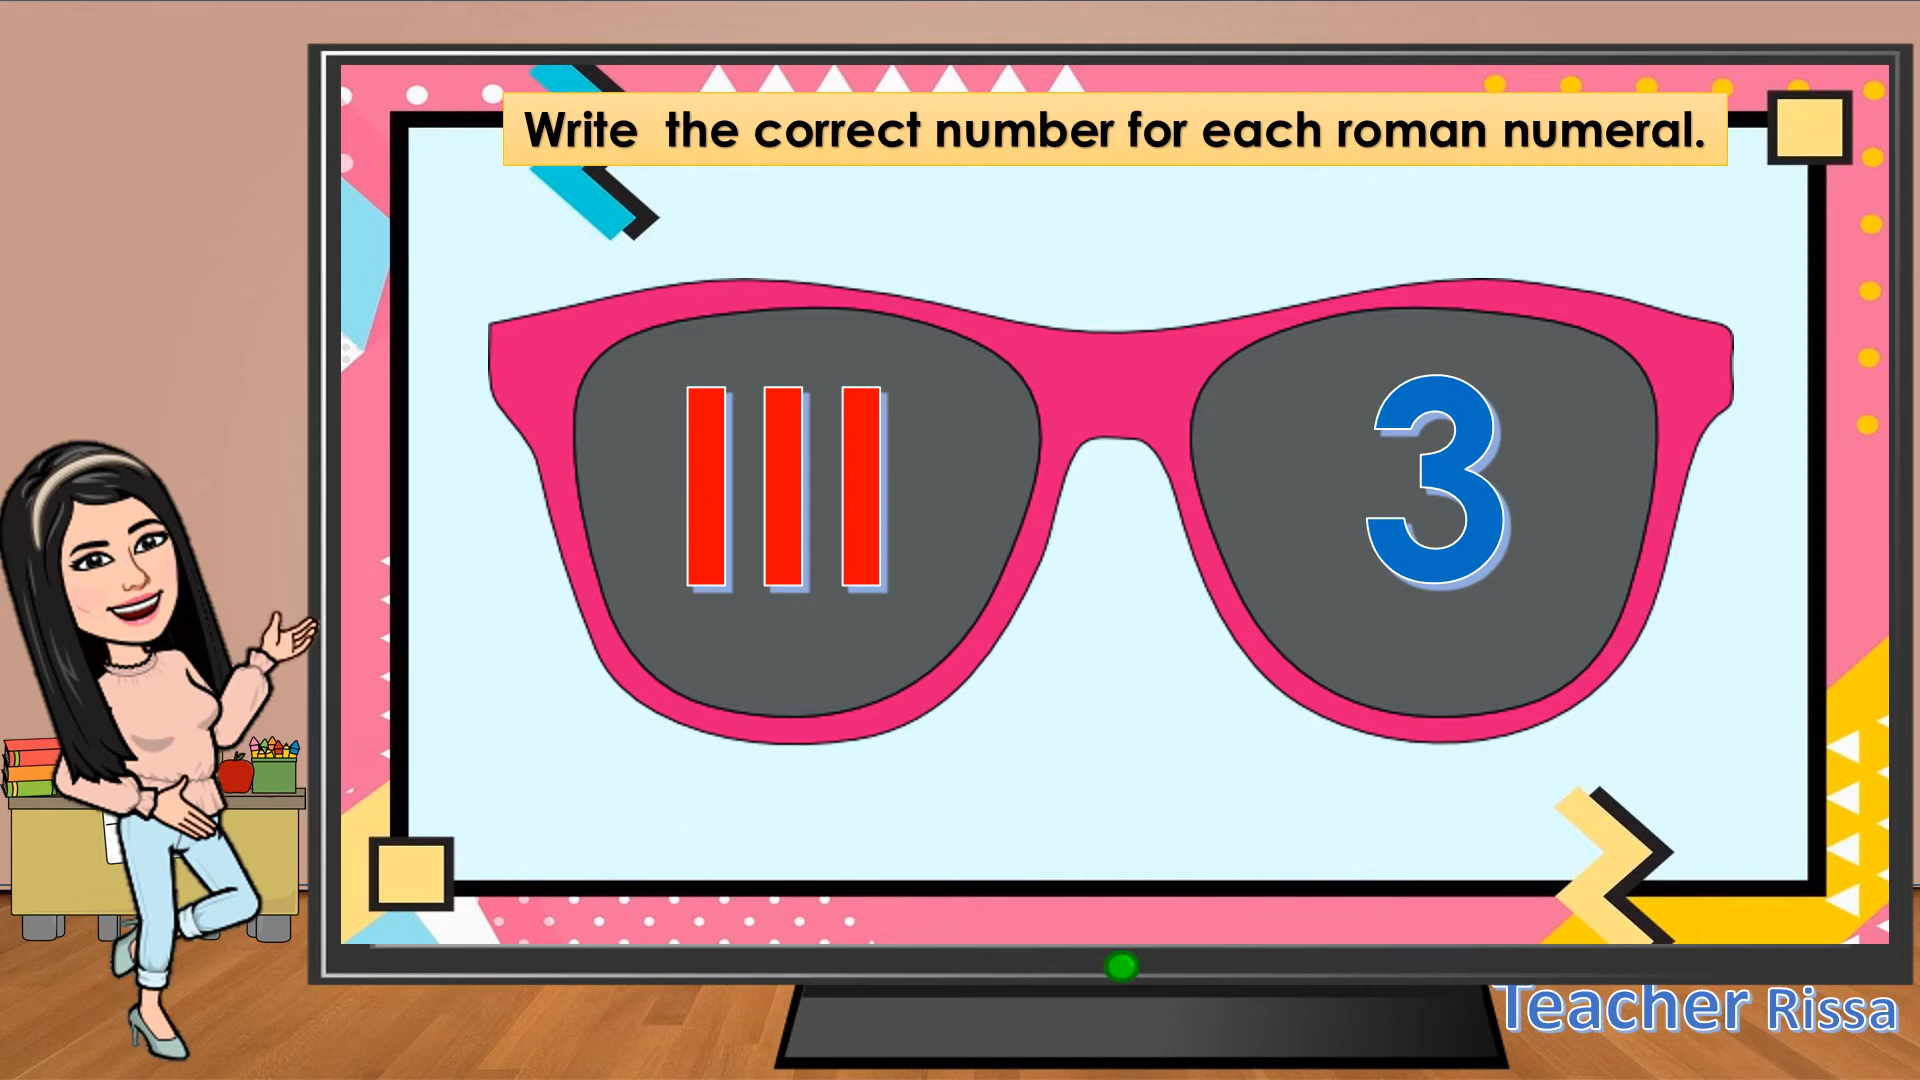 Write the correct number for each roman numeral.
III
3
Teacher Rissa